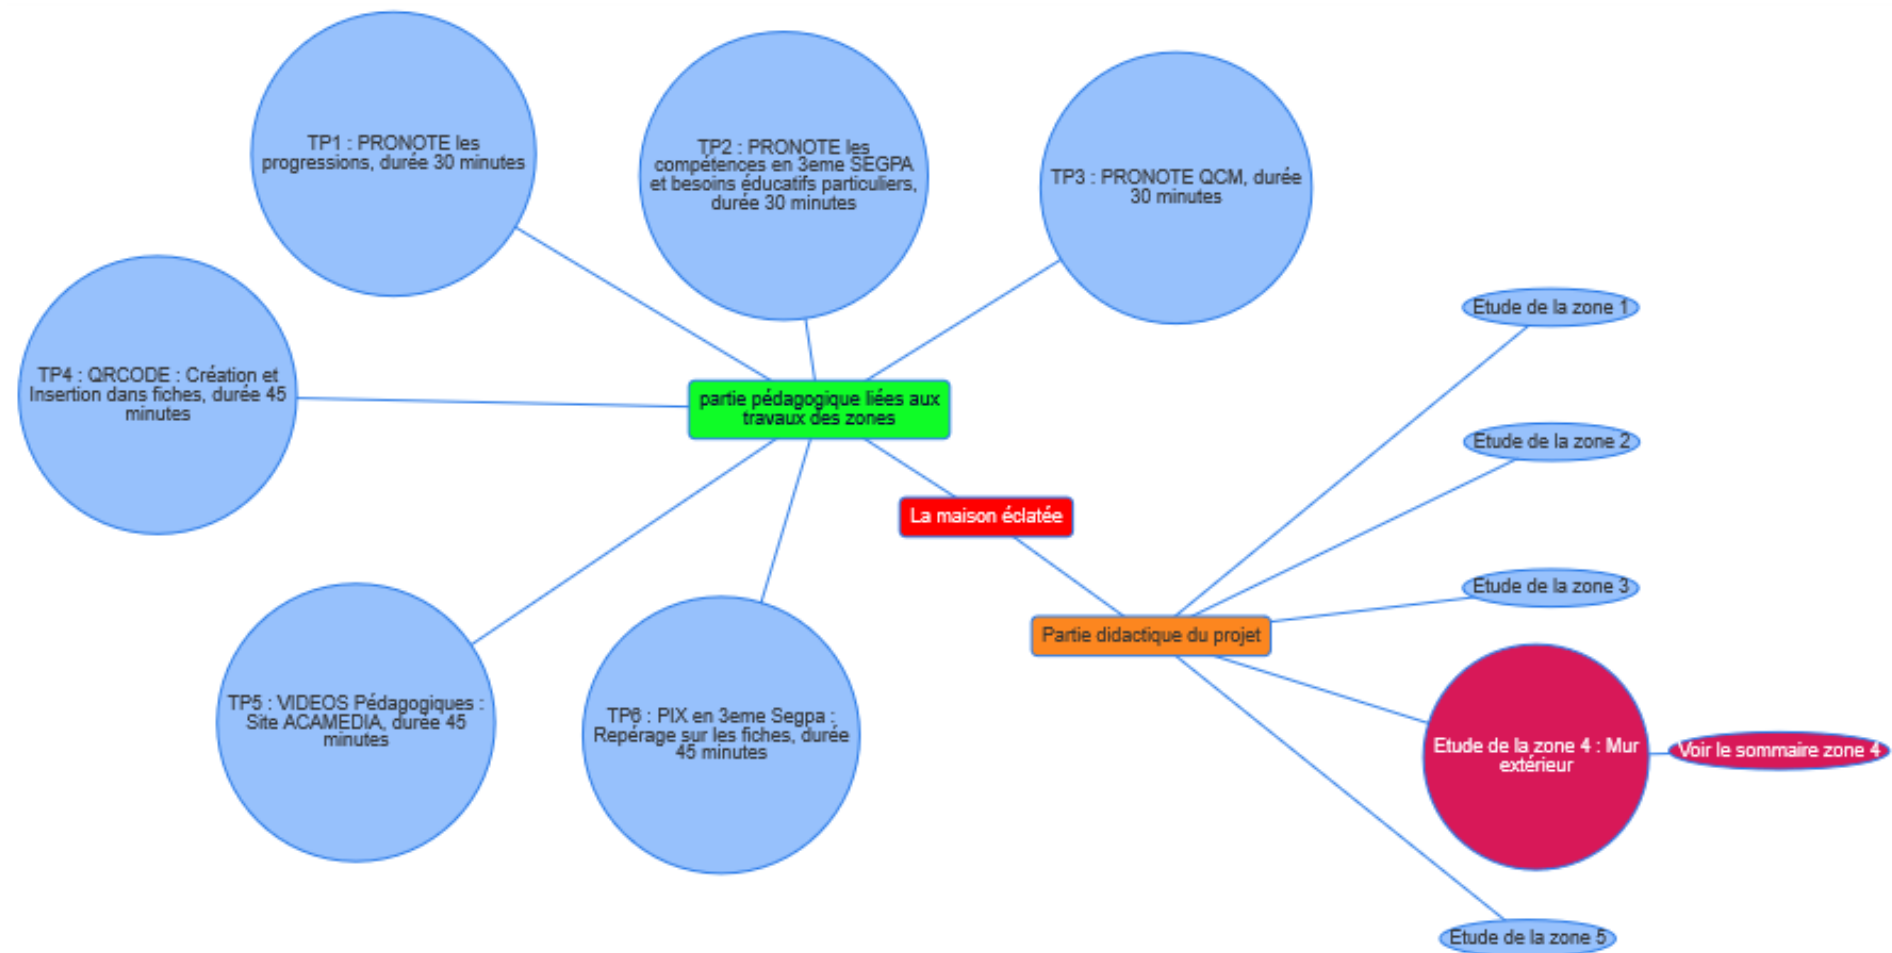 TP1 : PRONOTE les
progressions, durée 30 minutes
TP2 : PRONOTE les
compétences en 3eme SEGPA
et besoins éducatifs particuliers,
durée 30 minutes
TP3 : PRONOTE QCM, durée
30 minutes
TP4 : QRCODE : Création et
Insertion dans fiches, durée 45
minutes
partie pédagogique liées aux
travaux des zones
La maison éclatée
TP5 : VIDEOS Pédagogiques :
Site ACAMEDIA, durée 45
minutes
TP6 : PIX en 3eme Segpa :
Repérage sur les fiches, durée
45 minutes
Partie didactique du projet
Etude de la zone 1
Etude de la zone 2
Etude de la zone 3
Etude de la zone 4 : Mur
extérieur
Voir le sommaire zone 4
Etude de la zone 5